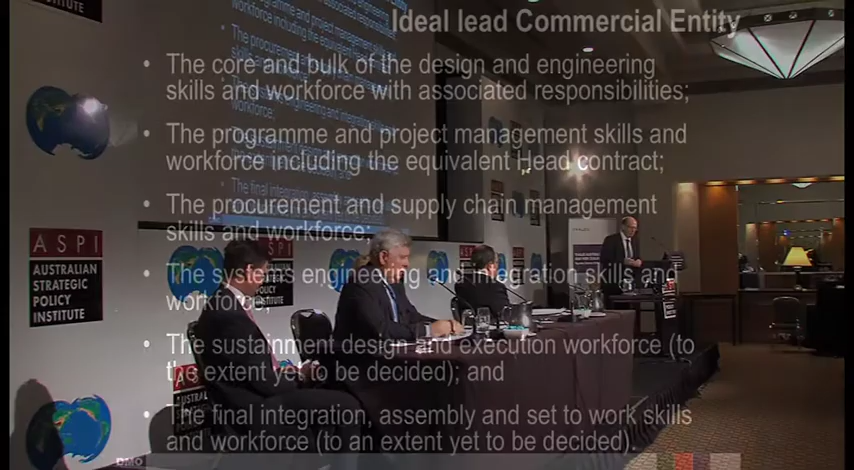 Ideal lead Commercial Entity
• The core and bulk of the design and engineering
skills and workforce with associated responsibilities;
• The programme and project management skills and
workforce including the equivalent Head contract;
• The procurement and supply chain management
skills and workforce;
• The systems engineering and integration skills and
workforce;
• The sustainment design and execution workforce (to
the extent yet to be decided); and
• The final integration, assembly and set to work skills
and workforce (to an extent yet to be decided).
ASPI
AUSTRALIAN
STRATEGIC
POLICY
INSTITUTE
ASPI
DMO